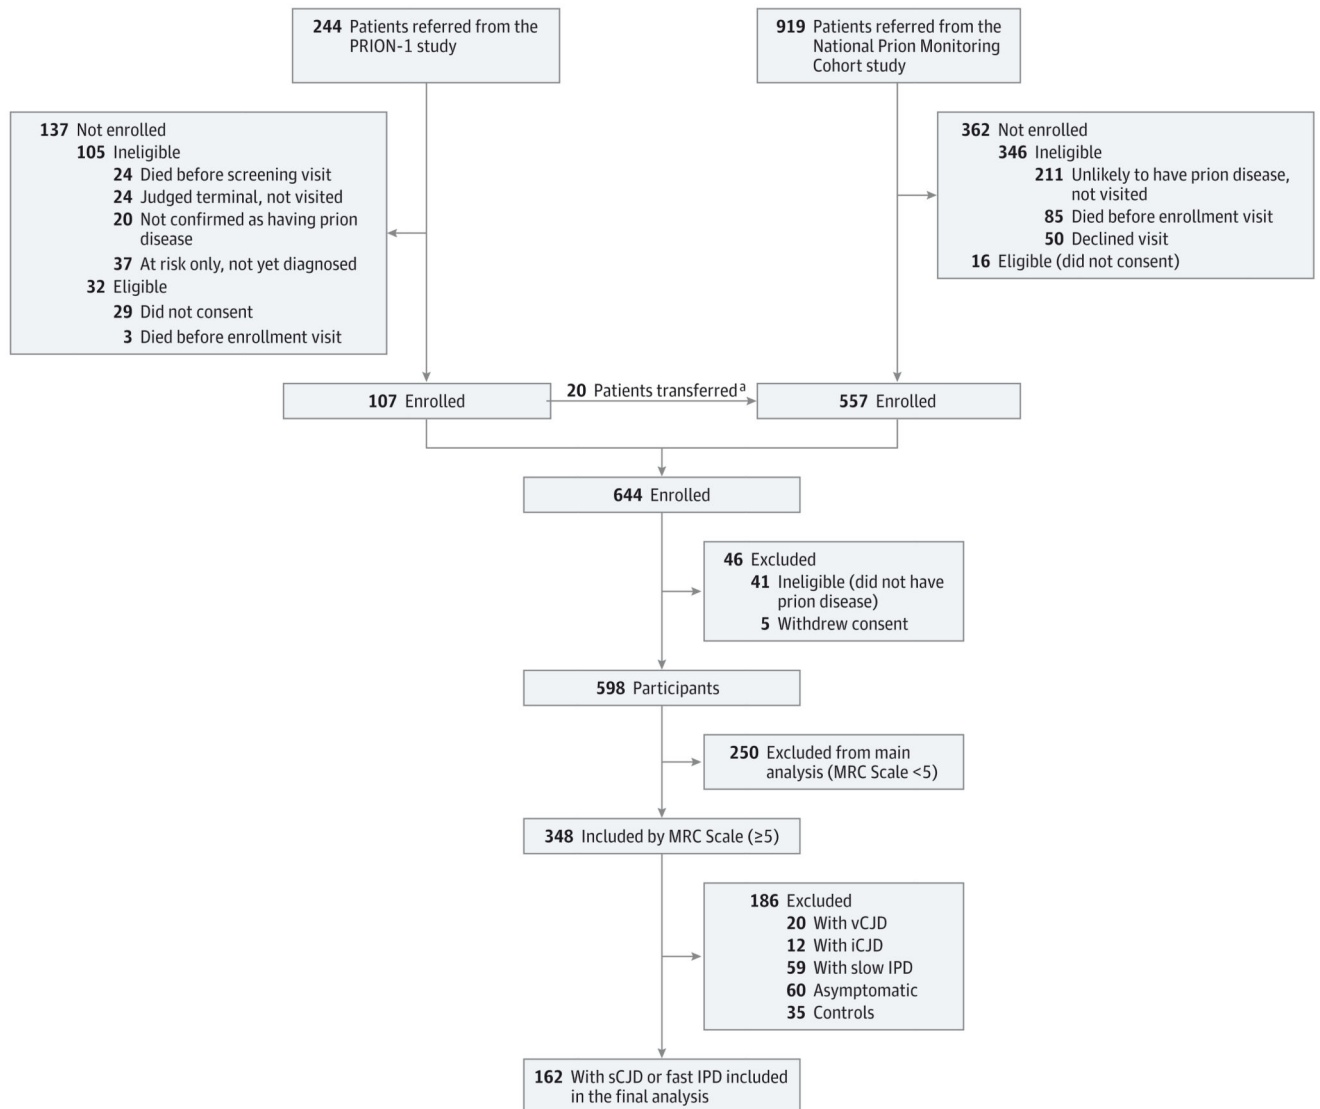 244 Patients referred from the
PRION-1 study
919 Patients referred from the
National Prion Monitoring
Cohort study
137 Not enrolled
105 Ineligible
24 Died before screening visit
24 Judged terminal, not visited
20 Not confirmed as having prion
disease
37 At risk only, not yet diagnosed
32 Eligible
29 Did not consent
3 Died before enrollment visit
362 Not enrolled
346 Ineligible
211 Unlikely to have prion disease,
not visited
85 Died before enrollment visit
50 Declined visit
16 Eligible (did not consent)
107 Enrolled
20 Patients transferred a
557 Enrolled
644 Enrolled
46 Excluded
41 Ineligible (did not have
prion disease)
5 Withdrew consent
598 Participants
250 Excluded from main
analysis (MRC Scale <5)
348 Included by MRC Scale (≥5)
186 Excluded
20 With vCJD
12 With iCJD
59 With slow IPD
60 Asymptomatic
35 Controls
162 With sCJD or fast IPD included
in the final analysis